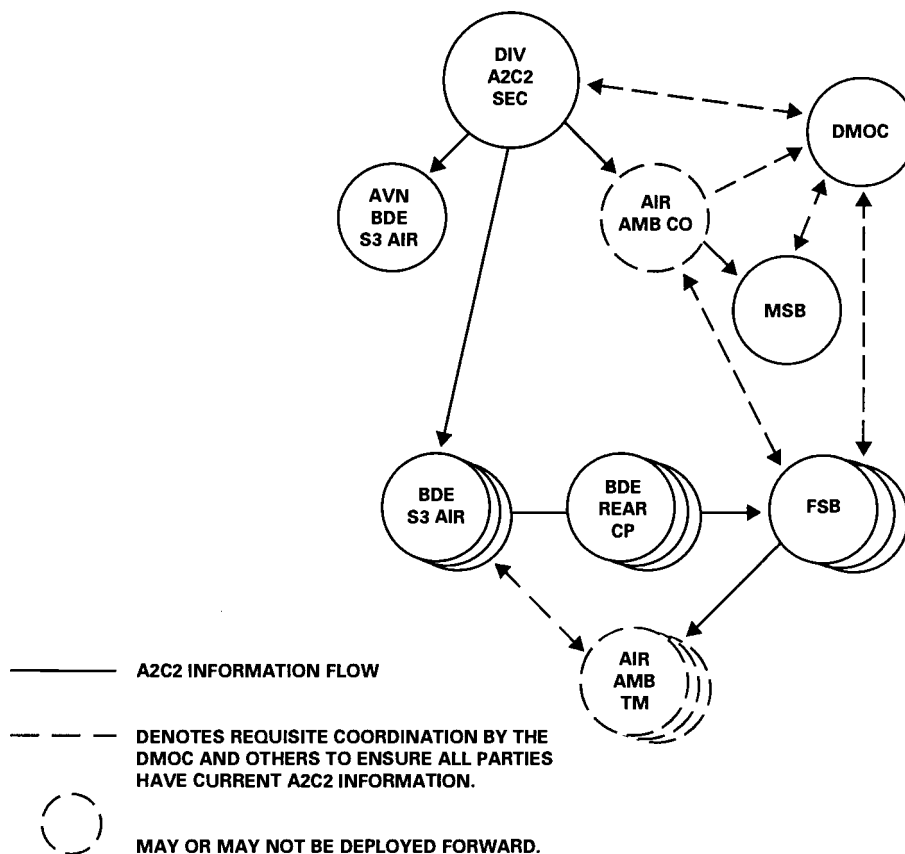 DIV
A2C2
SEC
DMOC
AVN
BDE
S3 AIR
AIR
AMB CO
MSB
BDE
S3 AIR
BDE
REAR
CP
FSB
AIR
AMB
TM
A2C2 INFORMATION FLOW
DENOTES REQUISITE COORDINATION BY THE
DMOC AND OTHERS TO ENSURE ALL PARTIES
HAVE CURRENT A2C2 INFORMATION.
MAY OR MAY NOT BE DEPLOYED FORWARD.